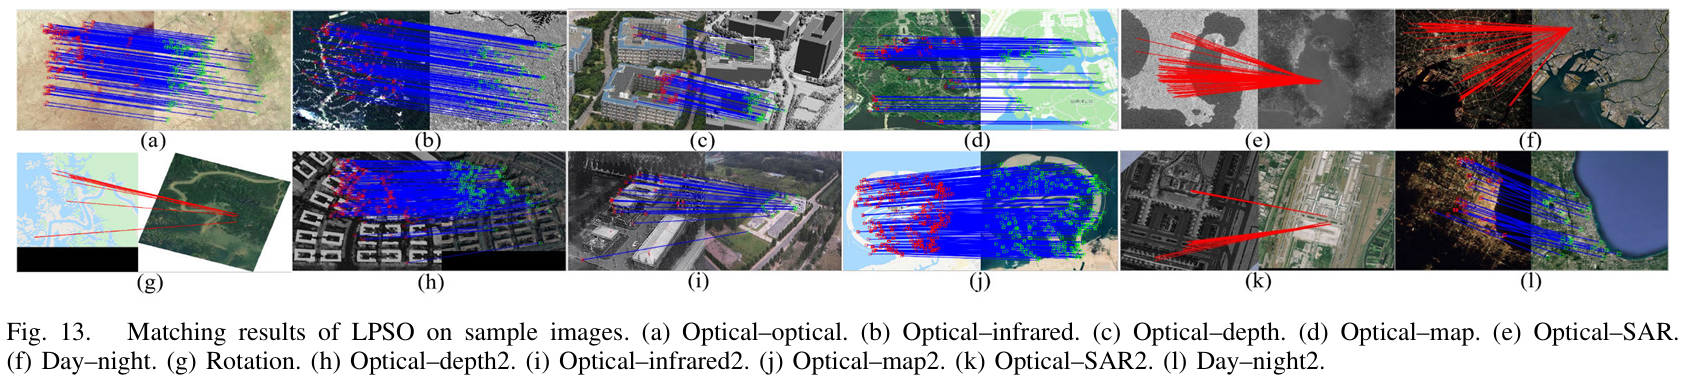 (a) (b) (c) (d) (e) (f)
(g) (h) (i) (j) (k) (l)
Fig. 13. Matching results of LPSO on sample images. (a) Optical–optical. (b) Optical–infrared. (c) Optical–depth. (d) Optical–map. (e) Optical–SAR.
(f) Day–night. (g) Rotation. (h) Optical–depth2. (i) Optical–infrared2. (j) Optical–map2. (k) Optical–SAR2. (l) Day–night2.